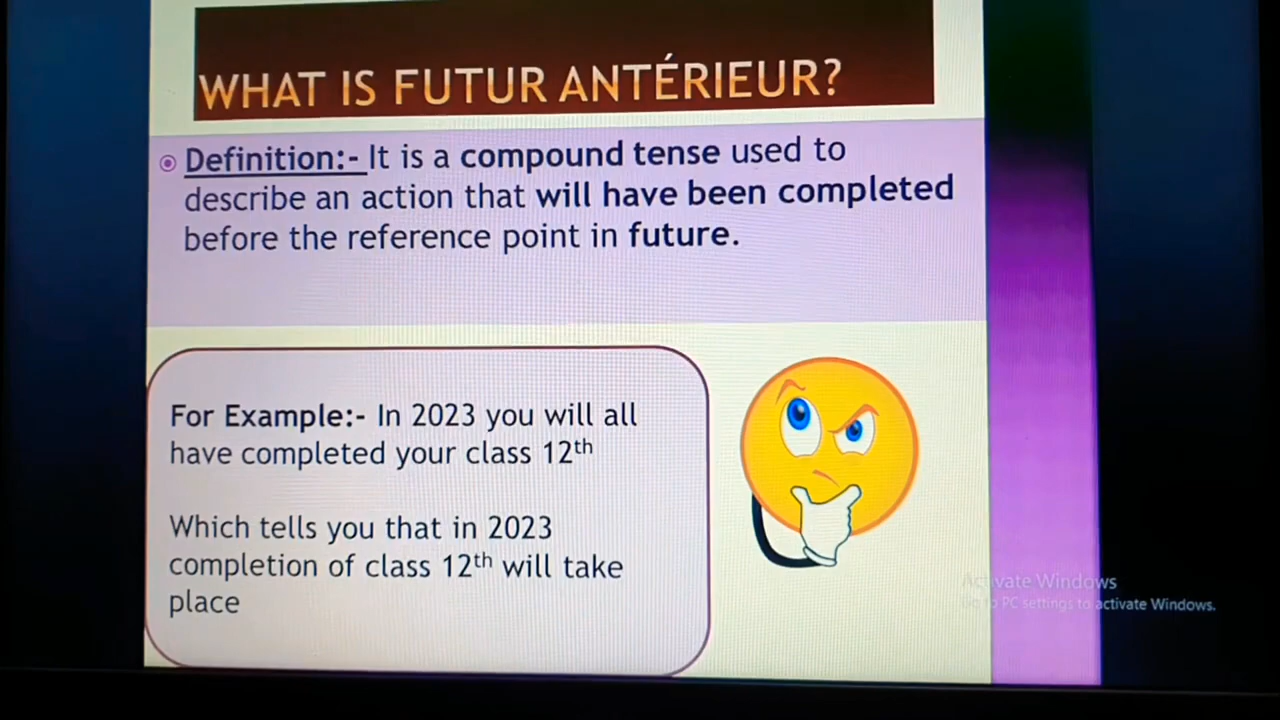 WHAT IS FUTUR ANTÉRIEUR?
Definition:- It is a compound tense used to
describe an action that will have been completed
before the reference point in future.
For Example:- In 2023 you will all
have completed your class 12th
Which tells you that in 2023
completion of class 12th will take
place
Activate Windows
Go to PC settings to activate Windows.